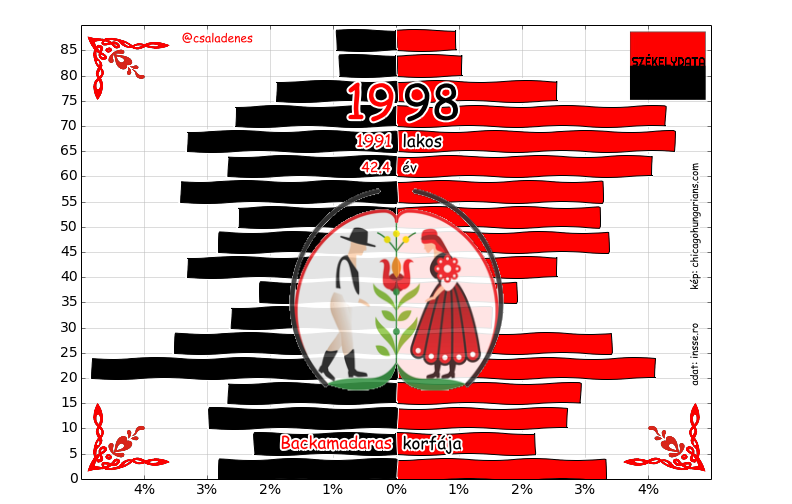 @csaladenes
SZÉKELYDATA
19 98
1991 lakos
42.4 év
Backamadaras korfája
kép: chicagohungarians.com
adat: insse.ro
85
80
75
70
65
60
55
50
45
40
35
30
25
20
15
10
5
0
4% 3% 2% 1% 0% 1% 2% 3% 4%